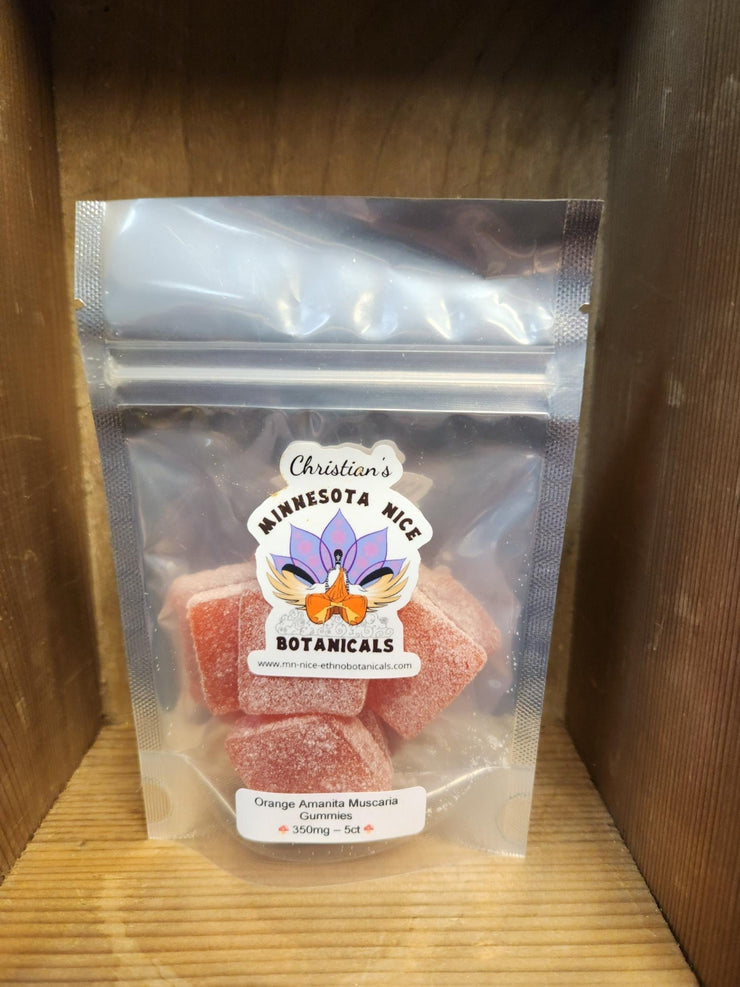 Christian's
MINNESOTA NICE
BOTANICALS
www.mn-nice-ethnobotanicals.com
Orange Amanita Muscaria
Gummies
🍄 350mg – 5ct 🍄